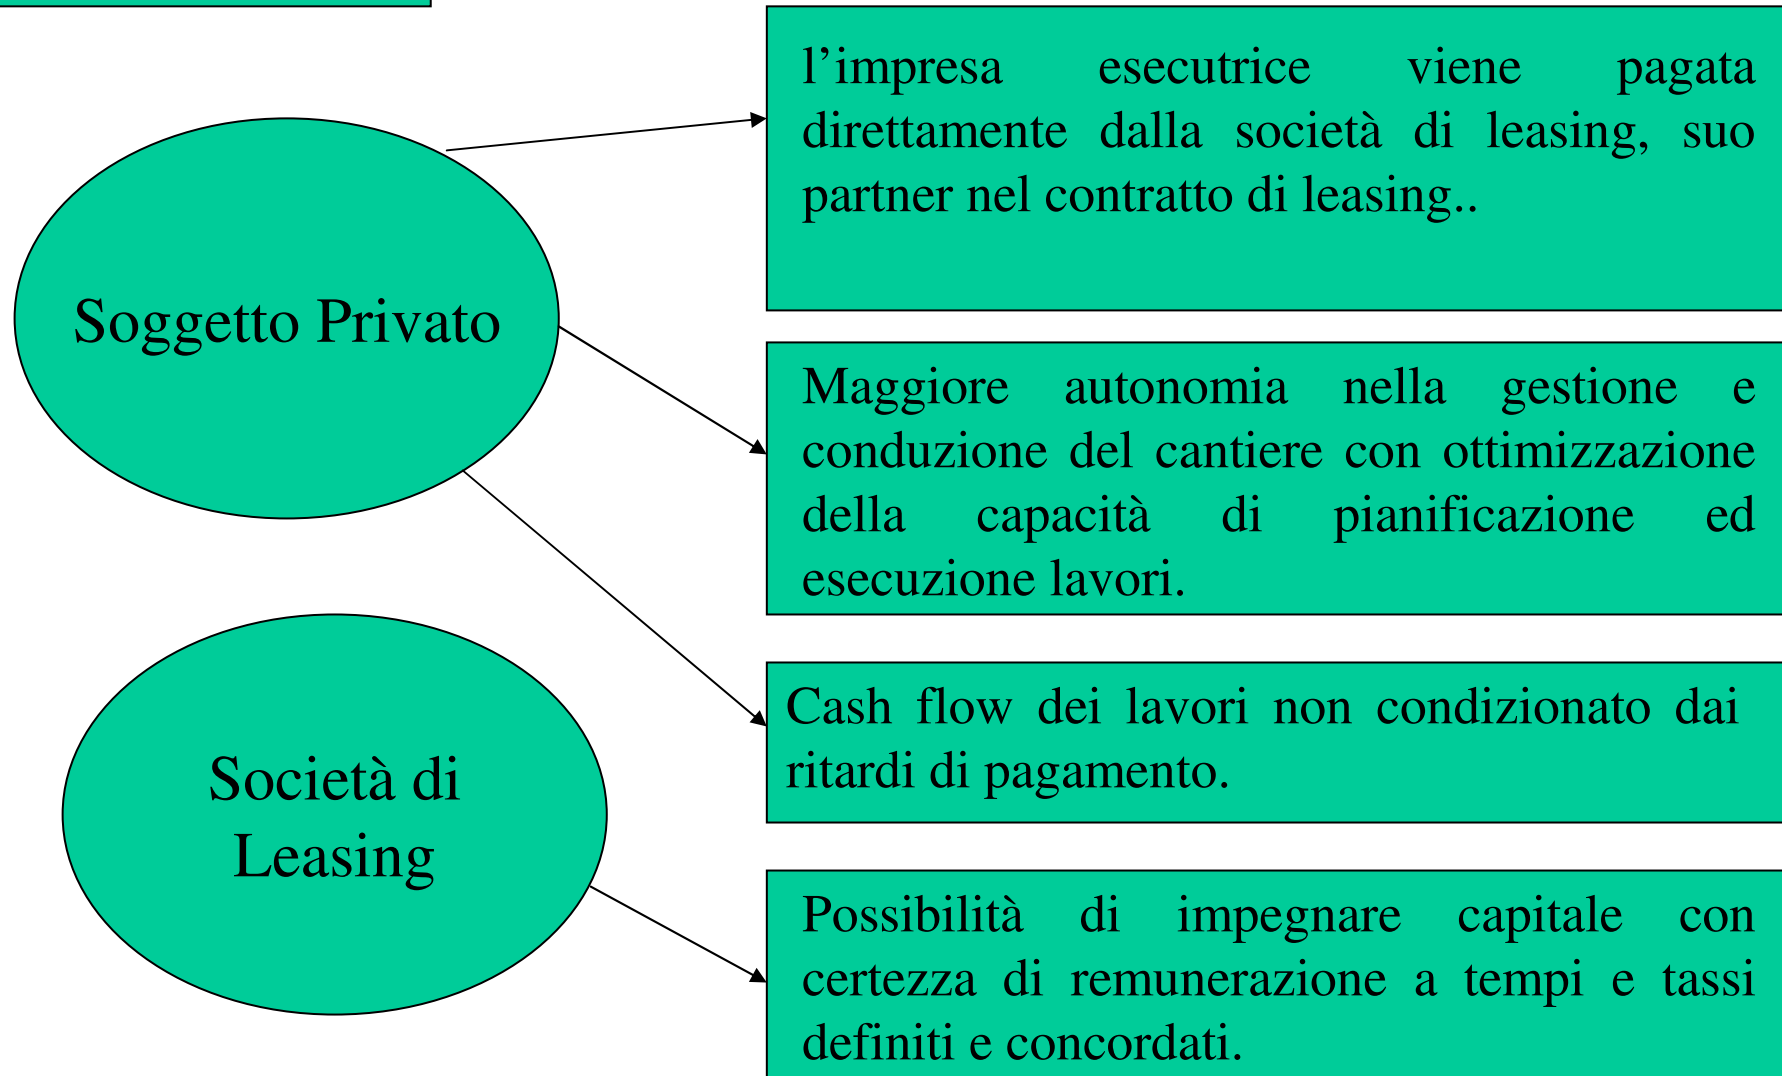 l’impresa esecutrice viene pagata
direttamente dalla società di leasing, suo
partner nel contratto di leasing..
Soggetto Privato
Maggiore autonomia nella gestione e
conduzione del cantiere con ottimizzazione
della capacità di pianificazione ed
esecuzione lavori.
Cash flow dei lavori non condizionato dai
ritardi di pagamento.
Società di
Leasing
Possibilità di impegnare capitale con
certezza di remunerazione a tempi e tassi
definiti e concordati.